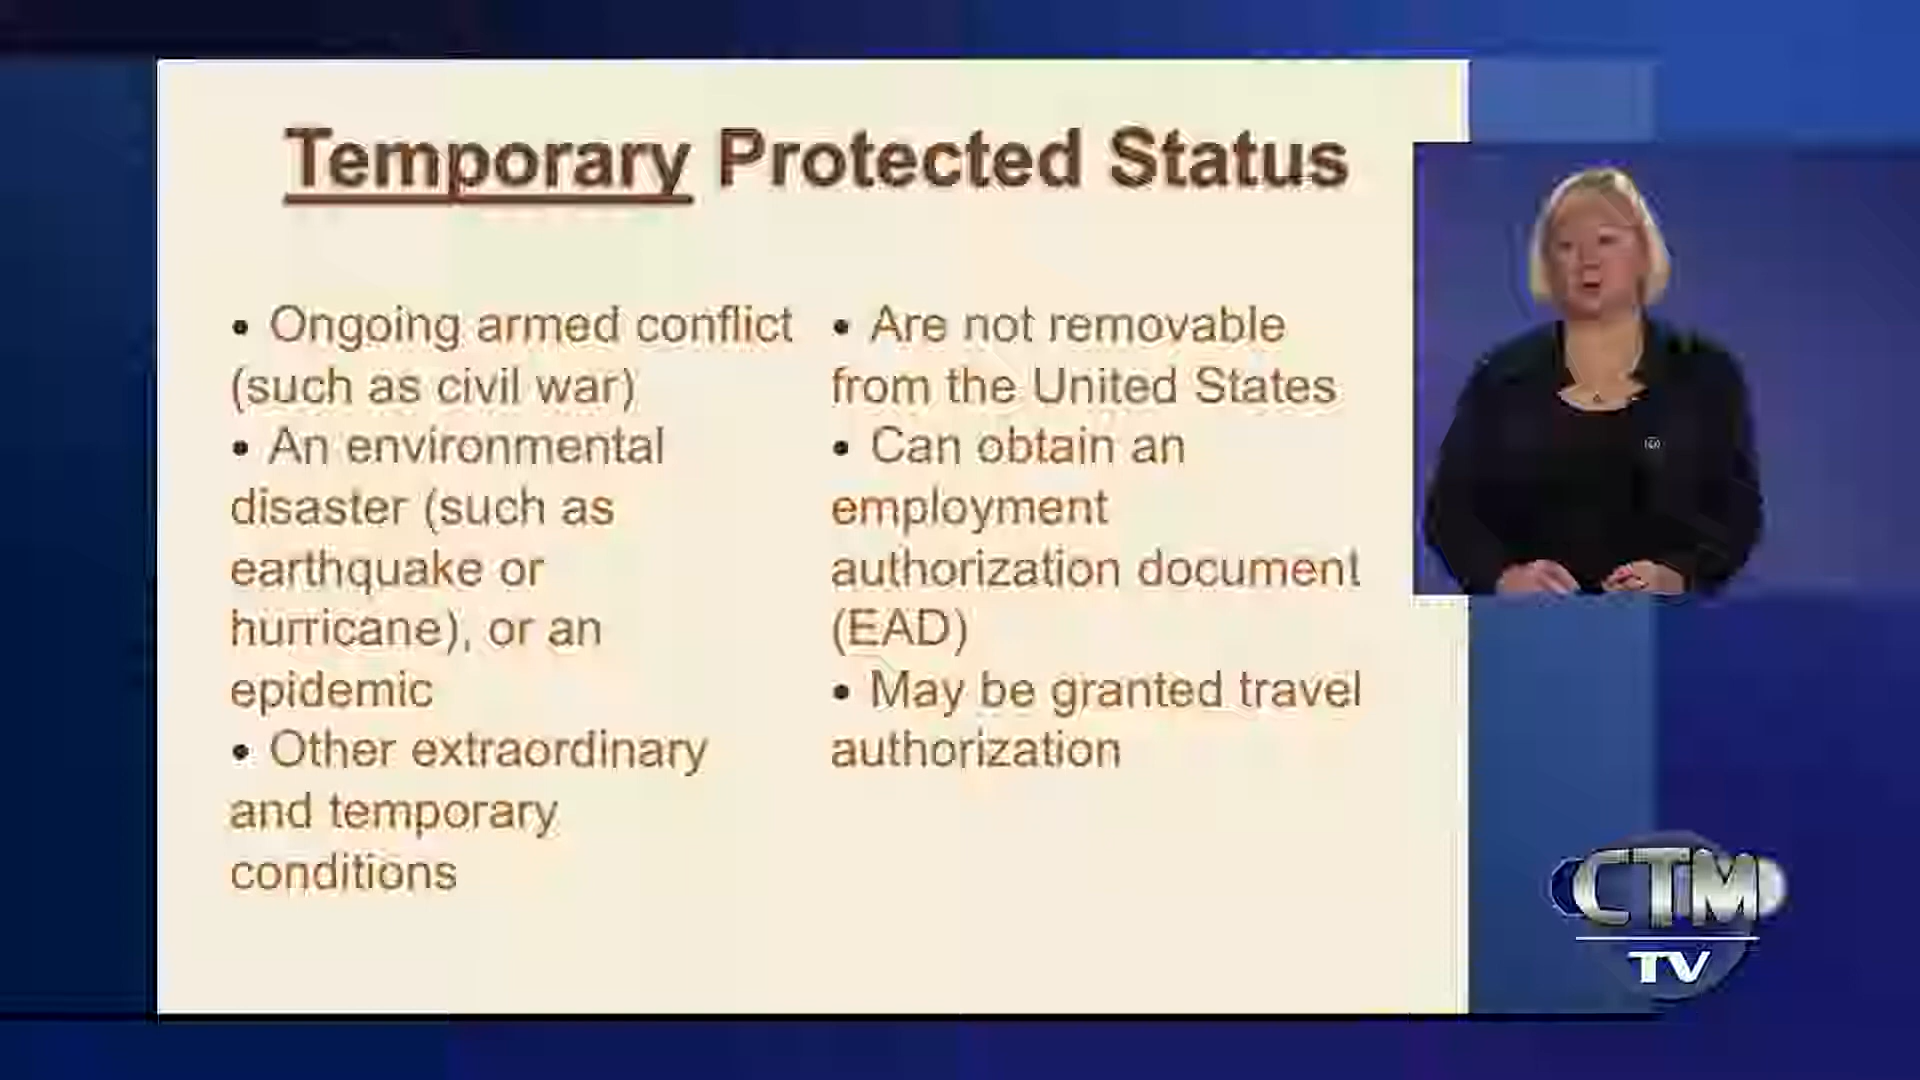 Temporary Protected Status
• Ongoing armed conflict
(such as civil war)
• An environmental
disaster (such as
earthquake or
hurricane), or an
epidemic
• Other extraordinary
and temporary
conditions
• Are not removable
from the United States
• Can obtain an
employment
authorization document
(EAD)
• May be granted travel
authorization
CTM
TV